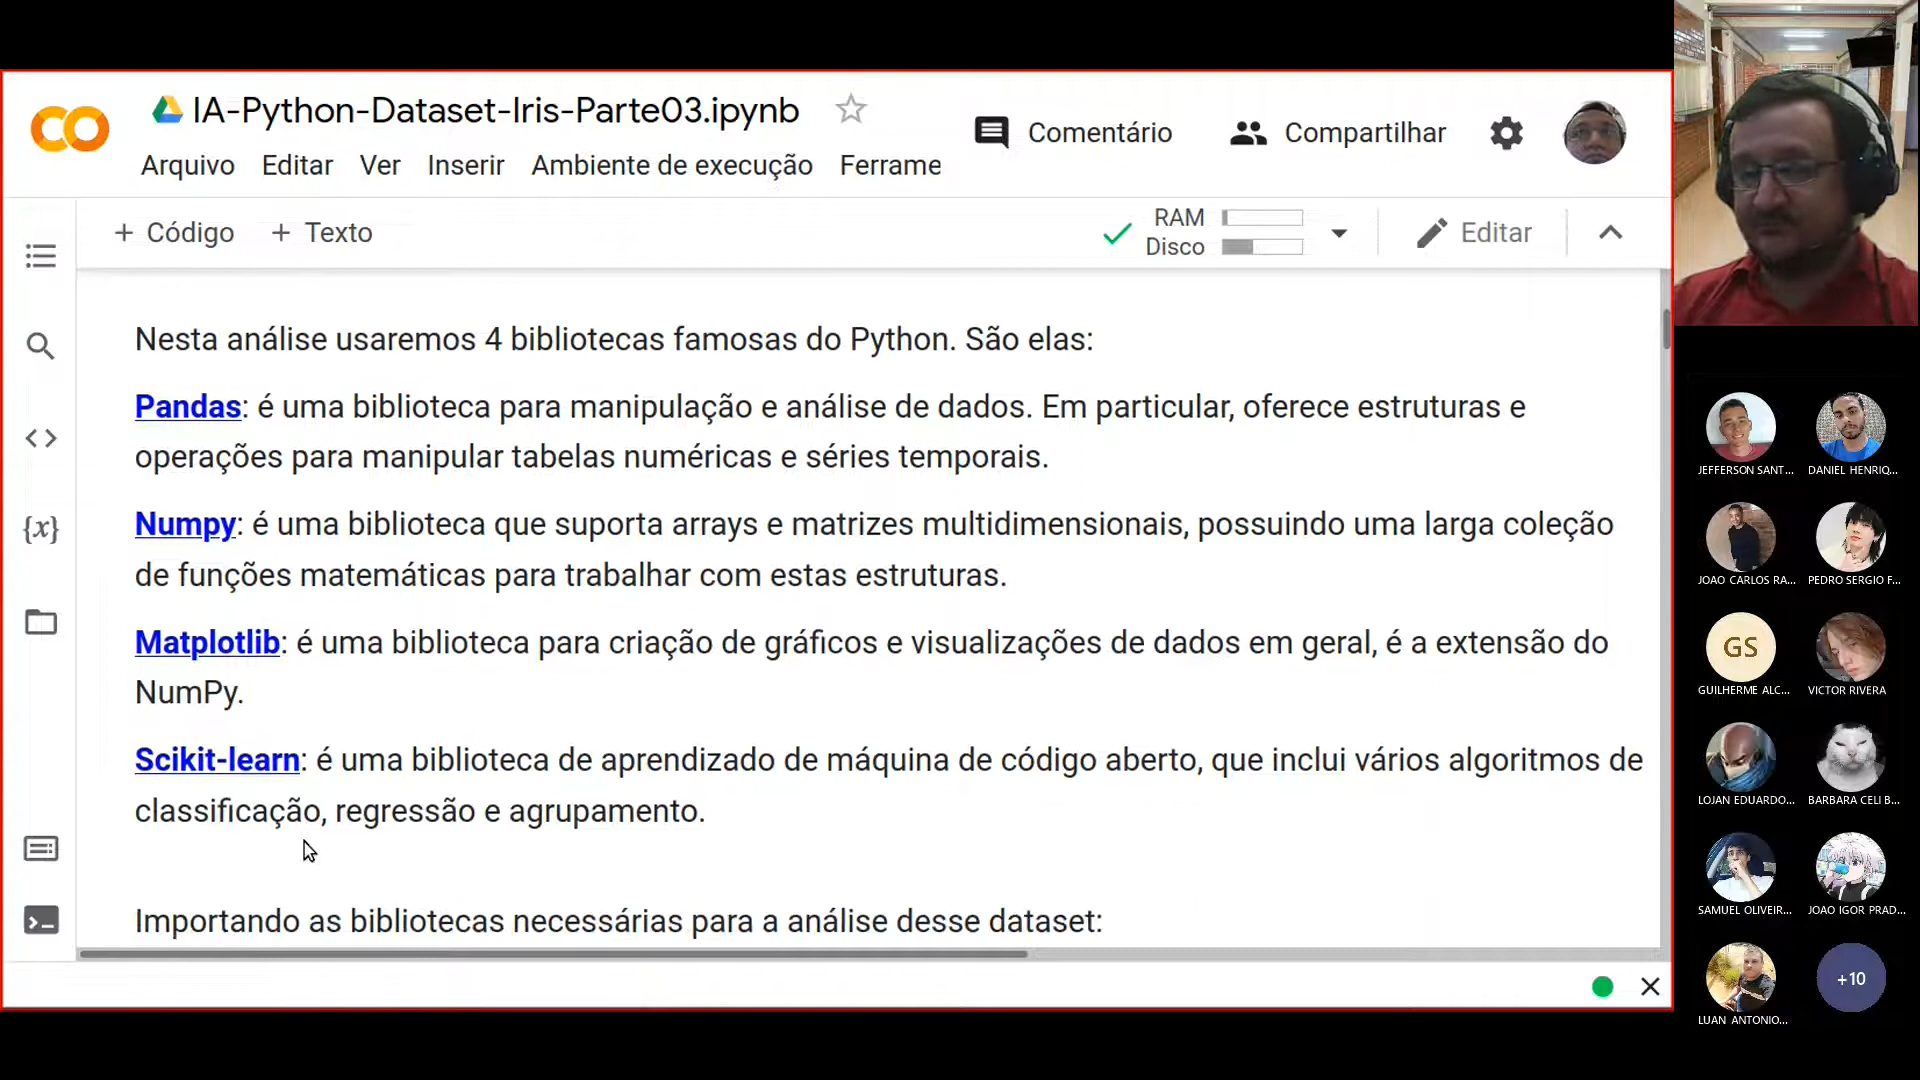 IA-Python-Dataset-Iris-Parte03.ipynb
Comentário
Compartilhar
Arquivo Editar Ver Inserir Ambiente de execução Ferrame
+ Código + Texto
RAM
Disco
Editar
{x}
Nesta análise usaremos 4 bibliotecas famosas do Python. São elas:
Pandas: é uma biblioteca para manipulação e análise de dados. Em particular, oferece estruturas e
operações para manipular tabelas numéricas e séries temporais.
Numpy: é uma biblioteca que suporta arrays e matrizes multidimensionais, possuindo uma larga coleção
de funções matemáticas para trabalhar com estas estruturas.
Matplotlib: é uma biblioteca para criação de gráficos e visualizações de dados em geral, é a extensão do
NumPy.
Scikit-learn: é uma biblioteca de aprendizado de máquina de código aberto, que inclui vários algoritmos de
classificação, regressão e agrupamento.
Importando as bibliotecas necessárias para a análise desse dataset:
JEFFERSON SANT... DANIEL HENRIQ...
JOAO CARLOS RA... PEDRO SERGIO F...
GS
GUILHERME ALC... VICTOR RIVERA
LOJAN EDUARDO... BARBARA CELI B...
SAMUEL OLIVEIR... JOAO IGOR PRAD...
+10
LUAN ANTONIO...